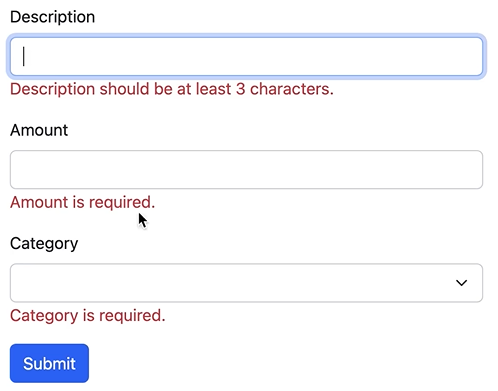 Description
Description should be at least 3 characters.
Amount
Amount is required.
Category
Category is required.
Submit